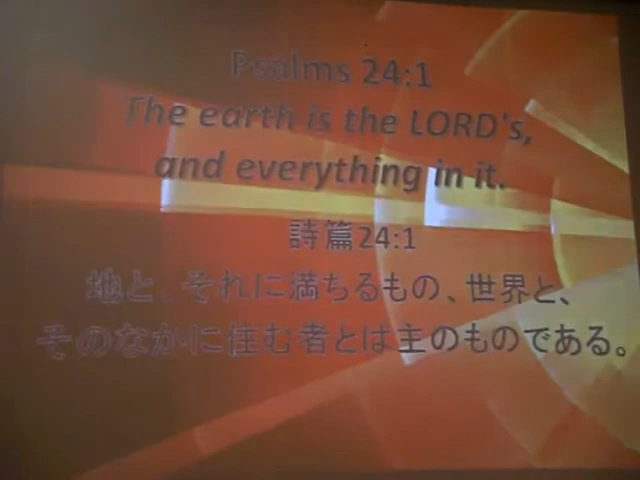 Psalms 24:1
The earth is the LORD's,
and everything in it.
詩篇24:1
地と、それに満ちるもの、世界と、
そのなかに住む者とは主のものである。